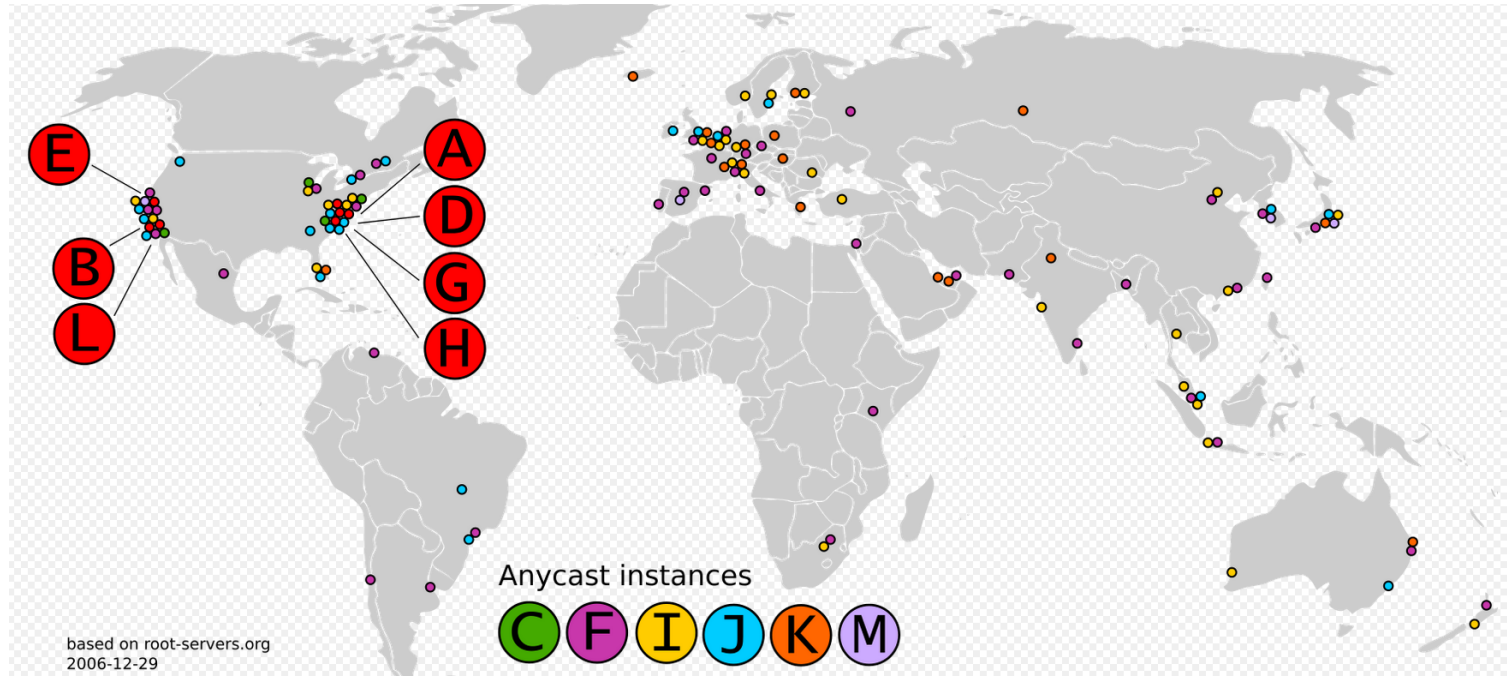 E
A
D
B
G
L
H
Anycast instances
C F I J K M
based on root-servers.org
2006-12-29